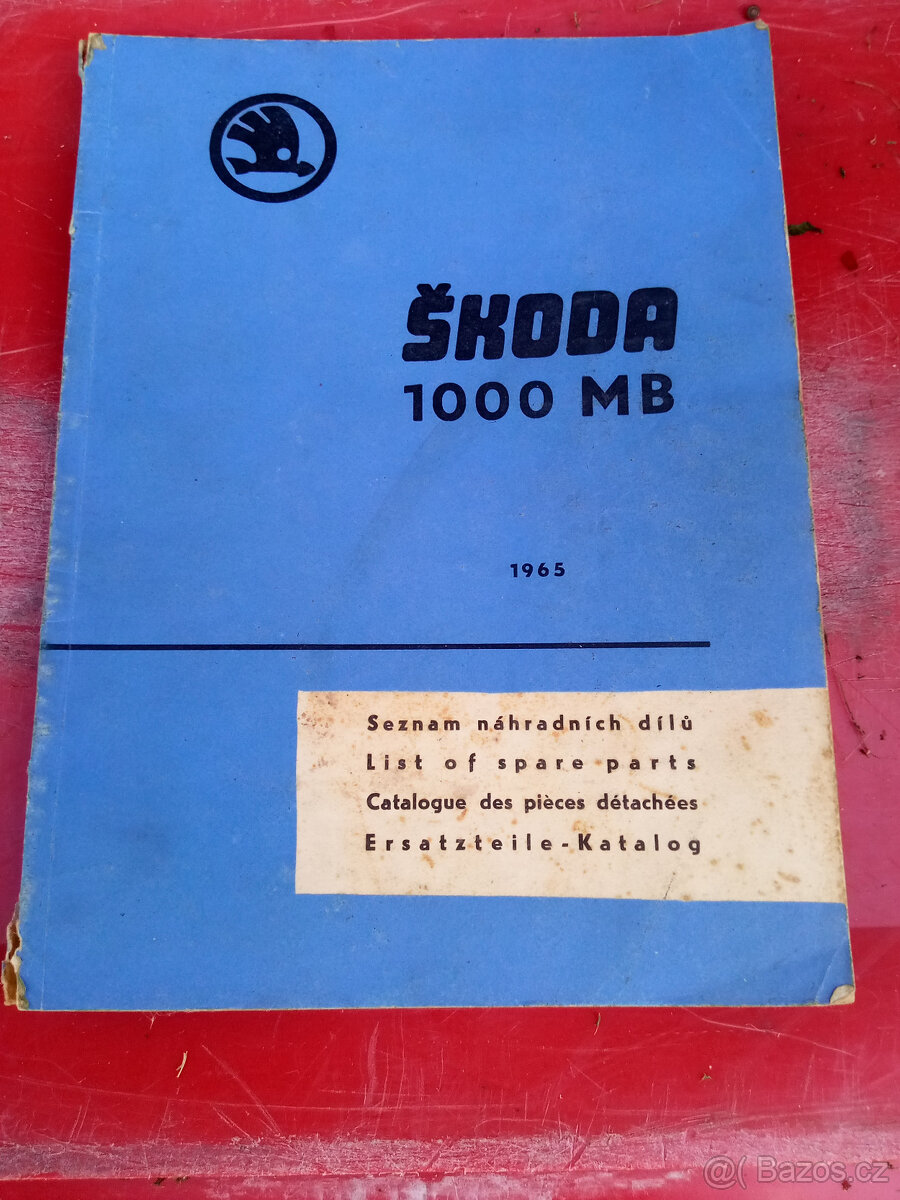 ŠKODA
1000 MB
1965
Seznam náhradních dílů
List of spare parts
Catalogue des pièces détachées
Ersatzteile-Katalog
@( Bazos.cz